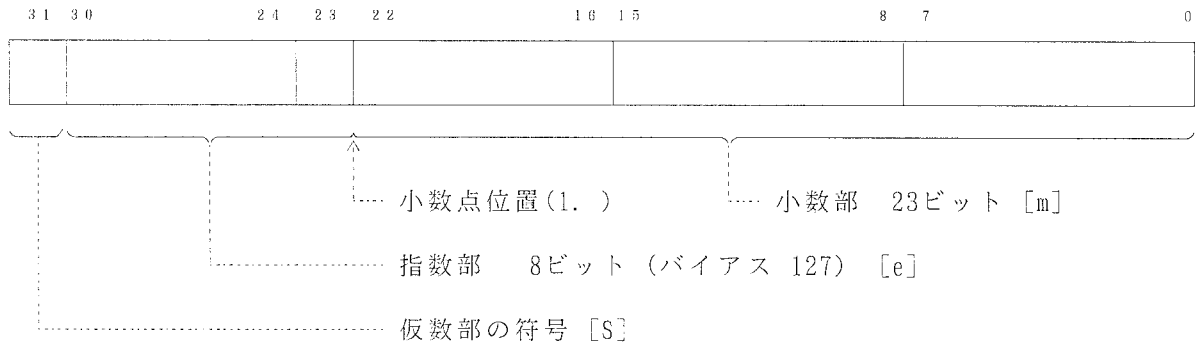 31 30 24 23 22 16 15 8 7 0
小数点位置(1. ) 小数部 23ビット [m]
指数部 8ビット (バイアス 127) [e]
仮数部の符号 [S]